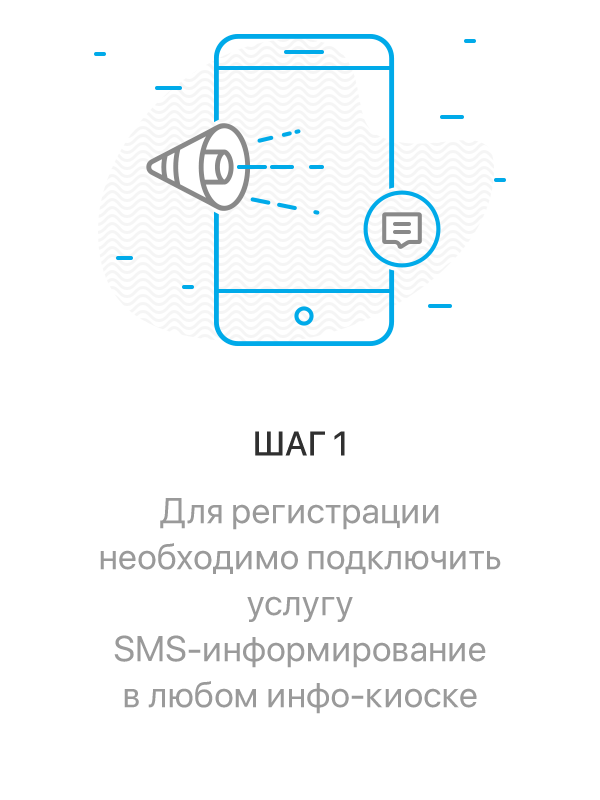 ШАГ 1
Для регистрации
необходимо подключить
услугу
SMS-информирование
в любом инфо-киоске